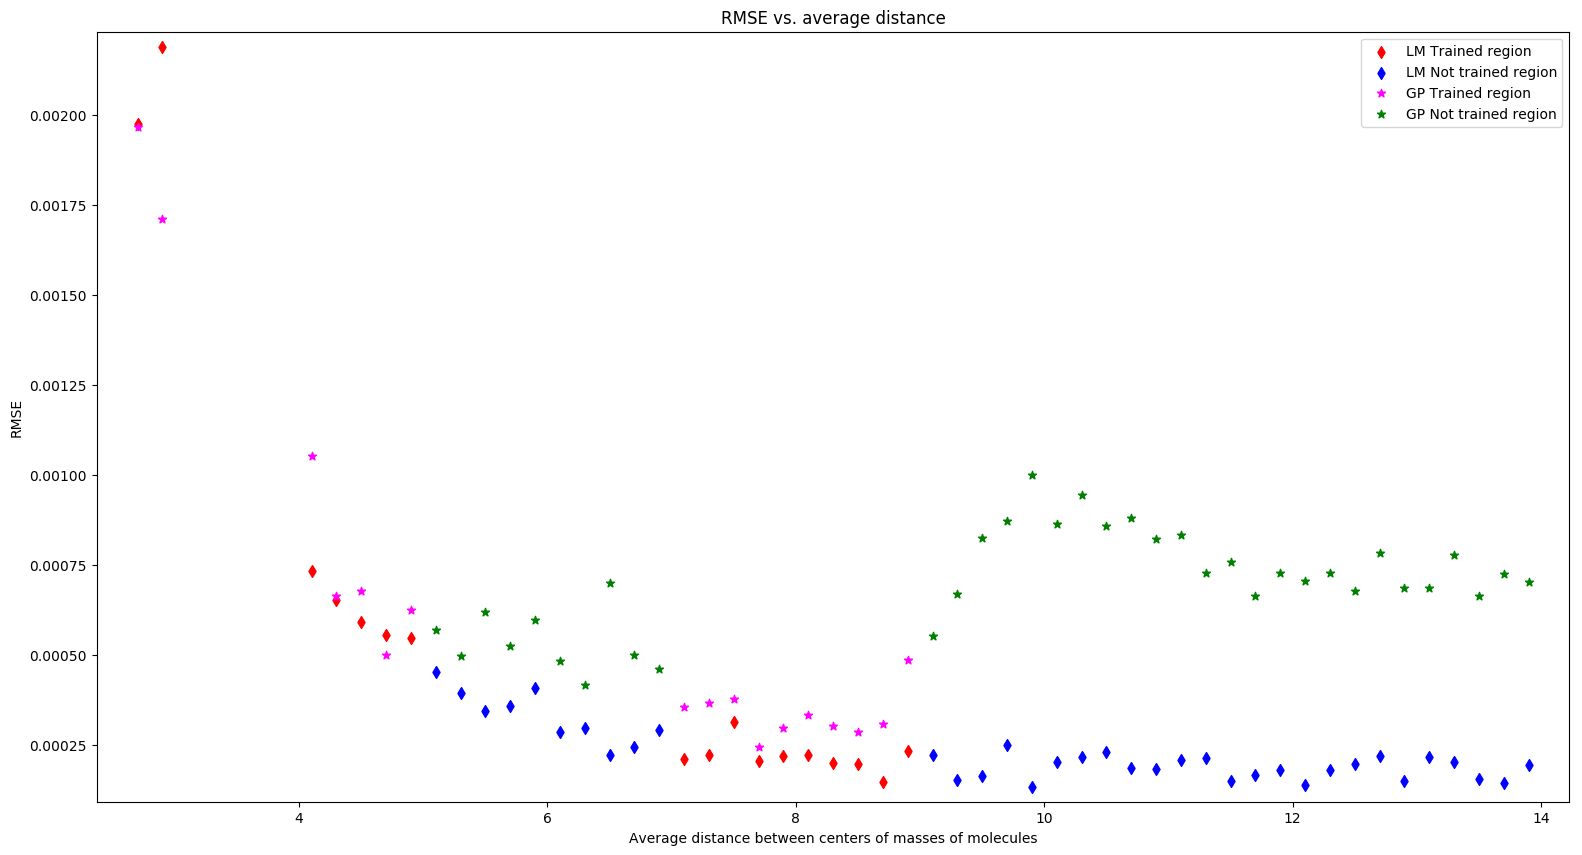 RMSE vs. average distance
LM Trained region
LM Not trained region
GP Trained region
GP Not trained region
0.00200
0.00175
0.00150
0.00125
0.00100
0.00075
0.00050
0.00025
RMSE
4 6 8 10 12 14
Average distance between centers of masses of molecules